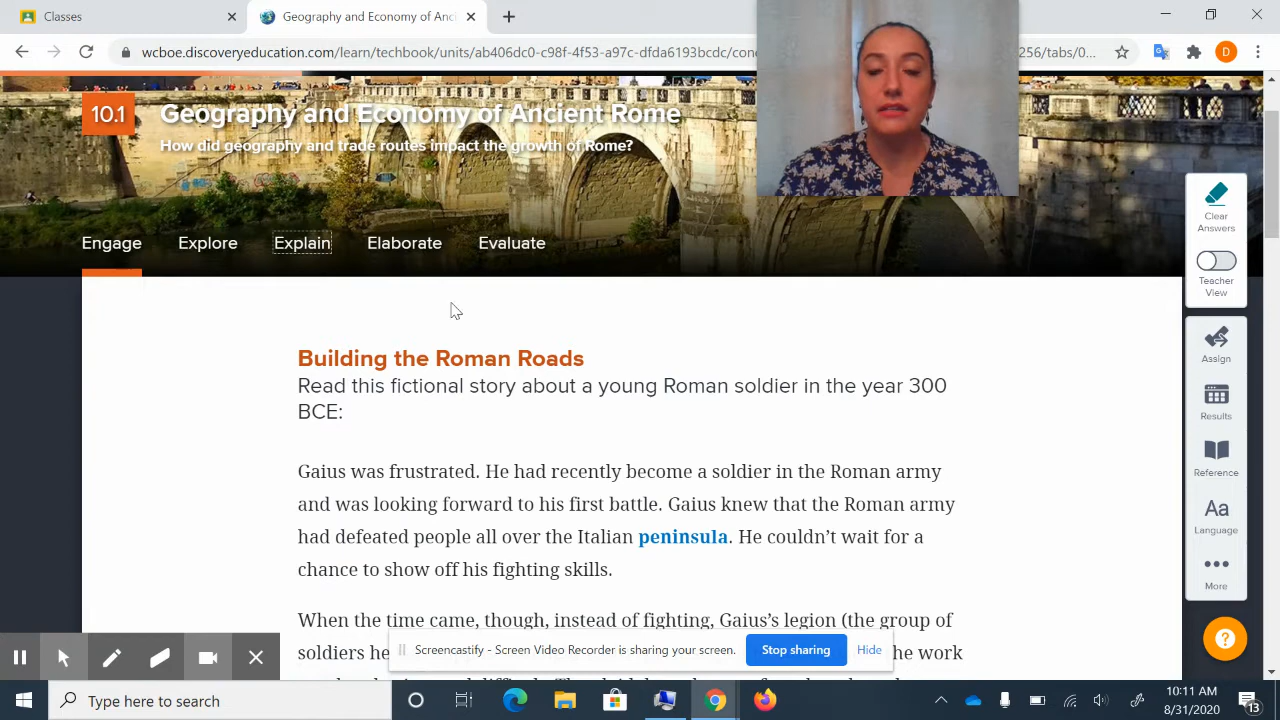 Classes
Geography and Economy of Anc
wcboe.discoveryeducation.com/learn/techbook/units/ab406dc0-c98f-4f53-a97c-dfda6193bcdc/con
256/tabs/0...
D
10.1
Geography and Economy of Ancient Rome
How did geography and trade routes impact the growth of Rome?
Engage
Explore
Explain
Elaborate
Evaluate
Clear
Answers
Teacher
View
Assign
Results
Reference
Aa
Language
More
Building the Roman Roads
Read this fictional story about a young Roman soldier in the year 300
BCE:
Gaius was frustrated. He had recently become a soldier in the Roman army
and was looking forward to his first battle. Gaius knew that the Roman army
had defeated people all over the Italian peninsula. He couldn’t wait for a
chance to show off his fighting skills.
When the time came, though, instead of fighting, Gaius’s legion (the group of
soldiers he
he work
Screencastify - Screen Video Recorder is sharing your screen.
Stop sharing
Hide
Type here to search
10:11 AM
8/31/2020
13